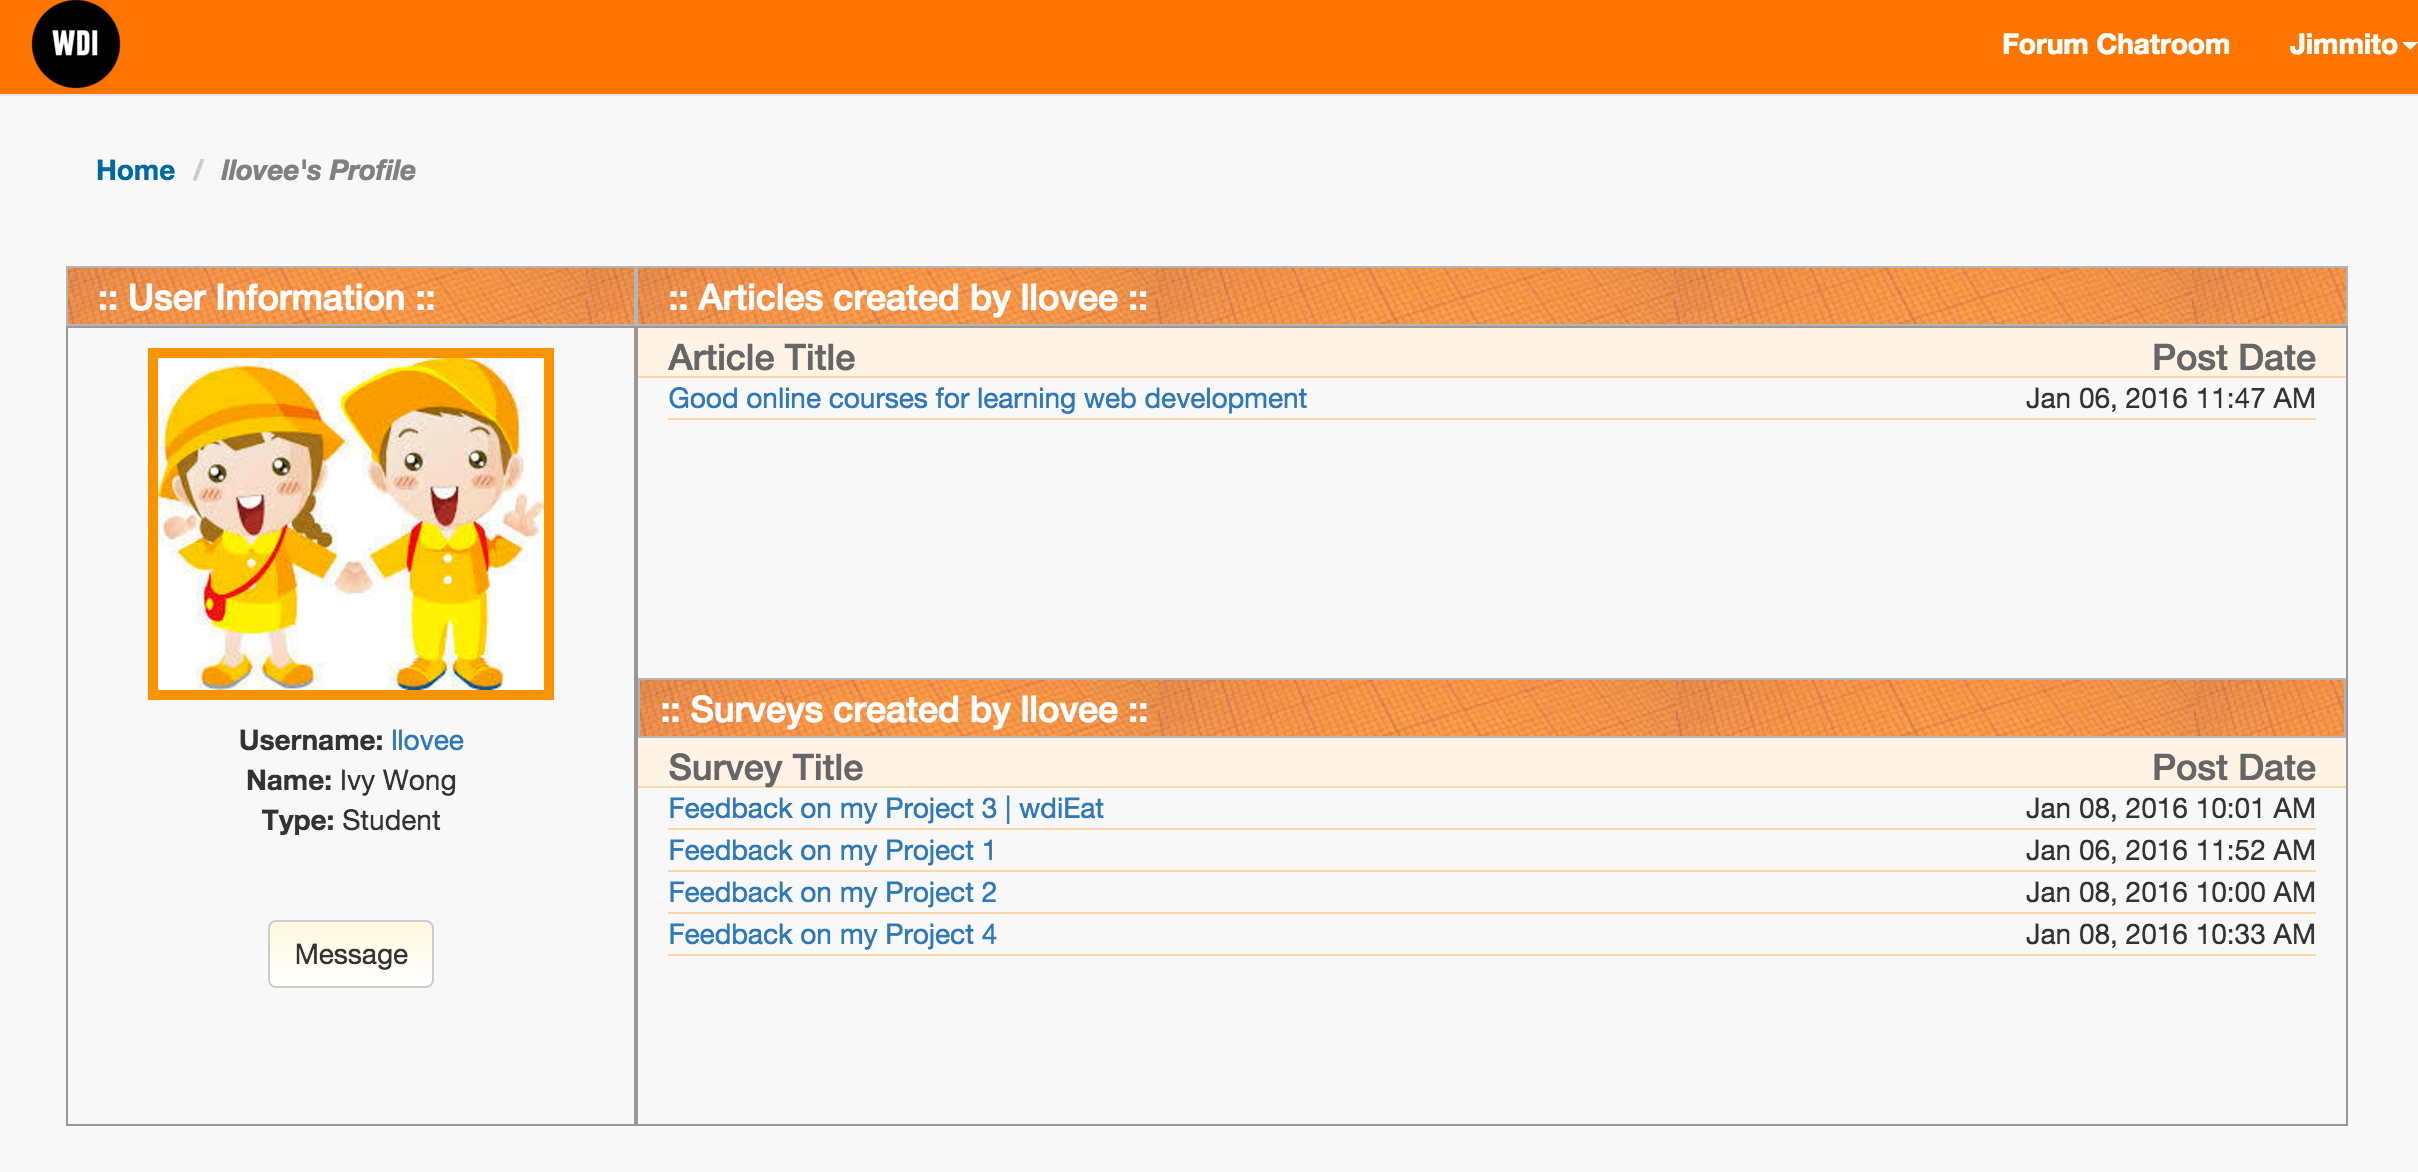 WDI
Forum Chatroom Jimmito
Home / Ilovee's Profile
:: User Information ::
Username: Ilovee
Name: Ivy Wong
Type: Student
Message
:: Articles created by Ilovee ::
Article Title Post Date
Good online courses for learning web development Jan 06, 2016 11:47 AM
:: Surveys created by Ilovee ::
Survey Title Post Date
Feedback on my Project 3 | wdiEat Jan 08, 2016 10:01 AM
Feedback on my Project 1 Jan 06, 2016 11:52 AM
Feedback on my Project 2 Jan 08, 2016 10:00 AM
Feedback on my Project 4 Jan 08, 2016 10:33 AM